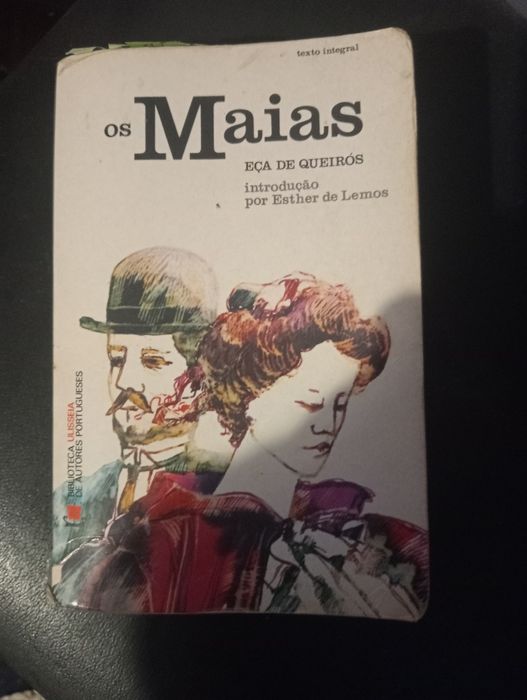 texto integral
os Maias
EÇA DE QUEIRÓS
introdução
por Esther de Lemos
BIBLIOTECA ULISSEIA
DE AUTORES PORTUGUESES